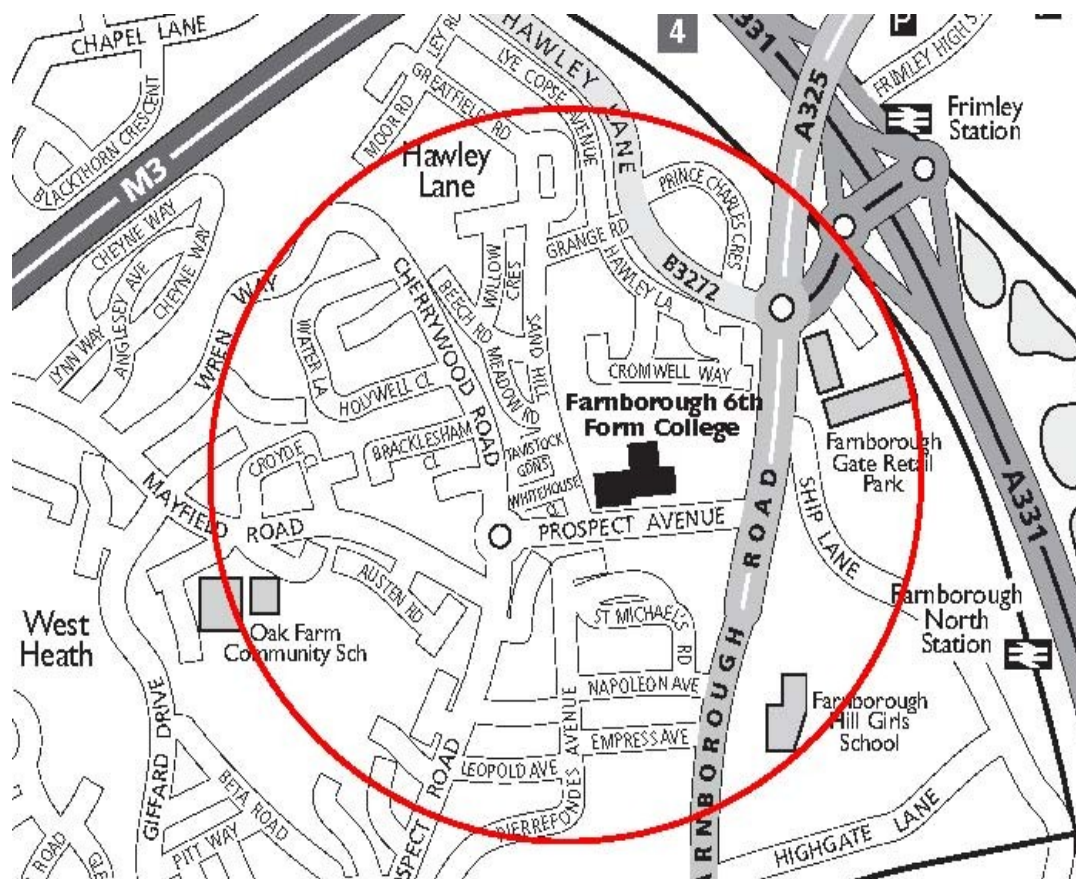 CHAPEL LANE
BLACKTHORN CRESCENT
M3
CHEYNE WAY
ANGLESEY AVE
CHEYNE WAY
LYNN WAY
WREN WAY
LEY RD
MOOR RD
GREATFIELD RD
LYE COPSE AVENUE
HAWLEY LANE
4
A331
A325
P
FRIMLEY HIGH S
Frimley
Station
Hawley
Lane
PRINCE CHARLES CRES
GRANGE RD
HAWLEY LA
B3272
WILLOW
CRES
BEECH RD
MEADOW RD
SAND HILL
CHERRYWOOD ROAD
WATER LA
HOLYWELL CL
CROMWELL WAY
Farnborough 6th
Form College
BRACKLESHAM
CL
CROYDE
CL
TAVISTOCK
GDNS
WHITEHOUSE
CL
Farnborough
Gate Retail
Park
A331
MAYFIELD ROAD
PROSPECT AVENUE
SHIP LANE
AUSTEN RD
Oak Farm
Community Sch
West
Heath
ST MICHAELS RD
Farnborough
North
Station
NAPOLEON AVE
EMPRESS AVE
Farnborough
Hill Girls
School
FARNBOROUGH ROAD
GIFFARD DRIVE
BETA ROAD
PITT WAY
ROAD
GLE
LEOPOLD AVE
PIERREFONDES AVENUE
SPECT ROAD
HIGHGATE LANE